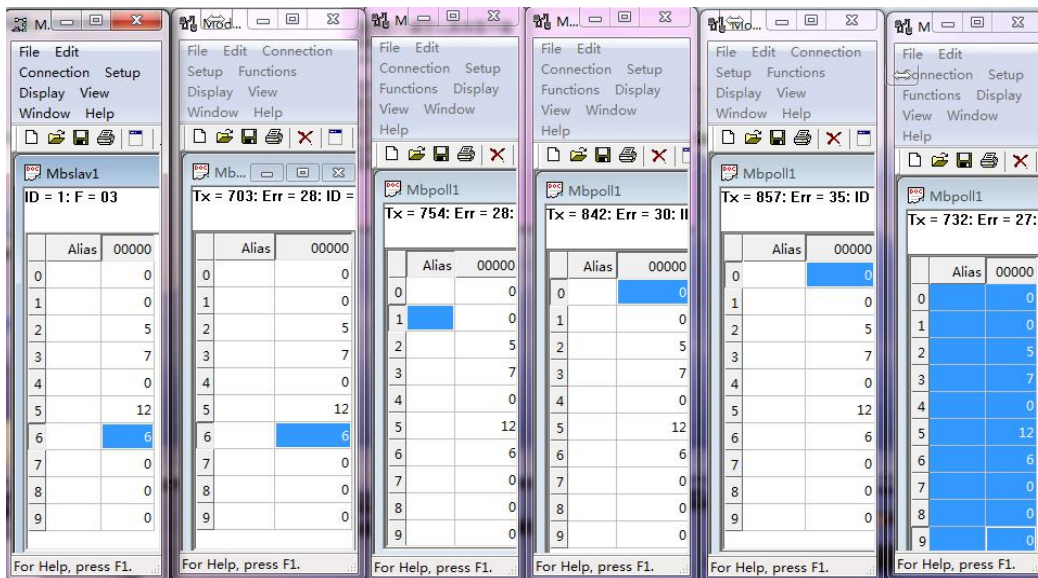 M...
File Edit
Connection Setup
Display View
Window Help
Mbslav1
ID = 1: F = 03
Alias 00000
0 0
1 0
2 5
3 7
4 0
5 12
6 6
7 0
8 0
9 0
For Help, press F1.
Mod...
File Edit Connection
Setup Functions
Display View
Window Help
Mb...
Tx = 703: Err = 28: ID =
Alias 00000
0 0
1 0
2 5
3 7
4 0
5 12
6 6
7 0
8 0
9 0
For Help, press F1.
M
File Edit
Connection Setup
Functions Display
View Window
Help
Mbpoll1
Tx = 754: Err = 28:
Alias 00000
0 0
1 0
2 5
3 7
4 0
5 12
6 6
7 0
8 0
9 0
For Help, press F1.
M...
File Edit
Connection Setup
Functions Display
View Window
Help
Mbpoll1
Tx = 842: Err = 30: II
Alias 00000
0 0
1 0
2 5
3 7
4 0
5 12
6 6
7 0
8 0
9 0
For Help, press F1.
Mo...
File Edit Connection
Setup Functions
Display View
Window Help
Mbpoll1
Tx = 857: Err = 35: ID
Alias 00000
0 0
1 0
2 5
3 7
4 0
5 12
6 6
7 0
8 0
9 0
For Help, press F1.
M
File Edit
Connection Setup
Functions Display
View Window
Help
Mbpoll1
Tx = 732: Err = 27:
Alias 00000
0 0
1 0
2 5
3 7
4 0
5 12
6 6
7 0
8 0
9 0
For Help, press F1.